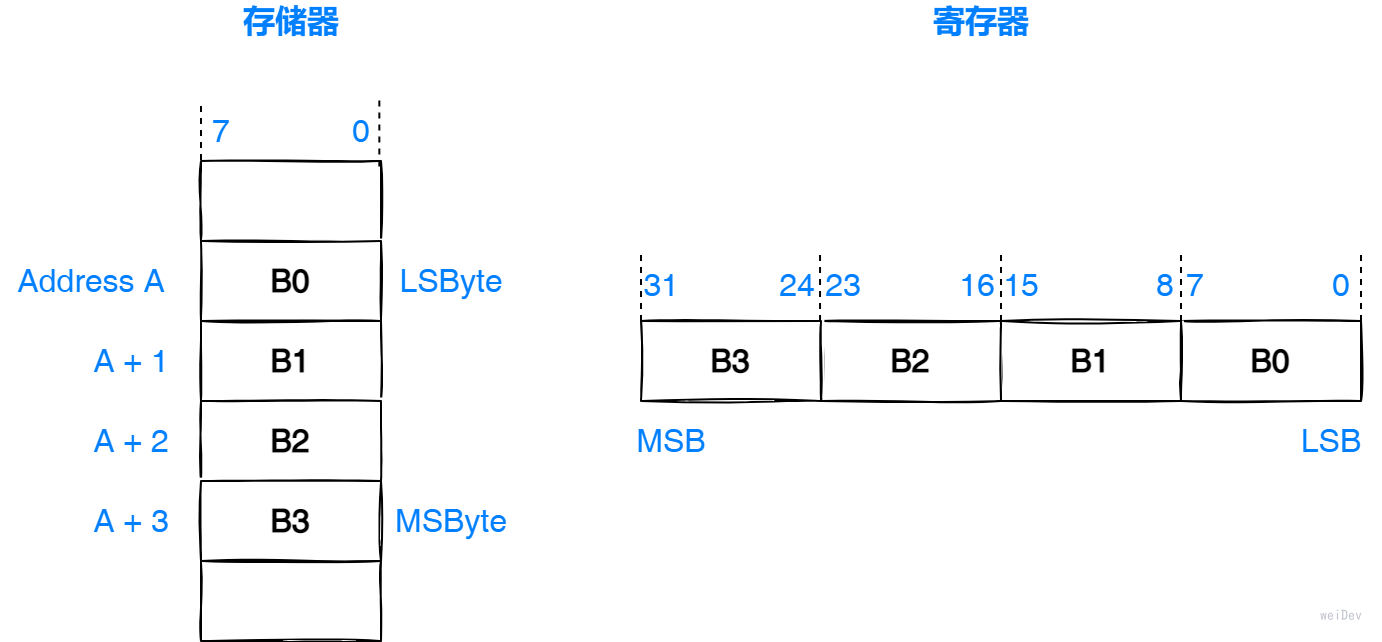 存储器
寄存器
7 0
Address A B0 LSByte
A + 1 B1
A + 2 B2
A + 3 B3 MSByte
31 24 23 16 15 8 7 0
B3 B2 B1 B0
MSB LSB
weiDev